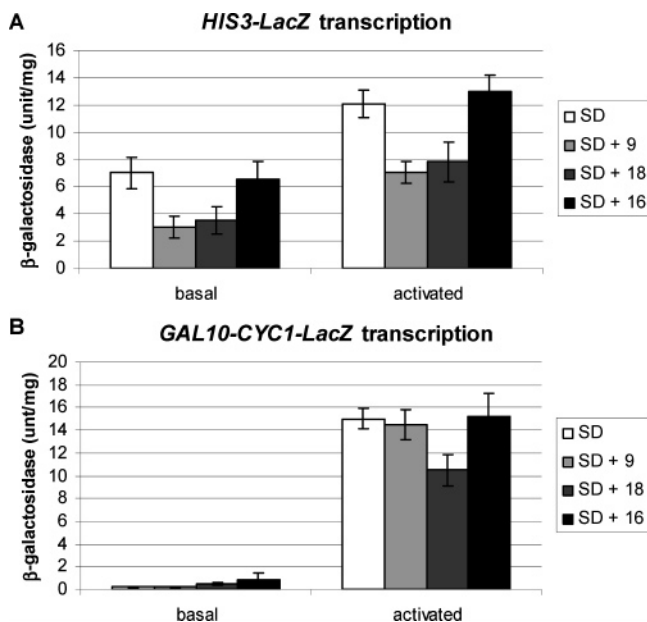 A
HIS3-LacZ transcription
β-galactosidase (unit/mg)
16
14
12
10
8
6
4
2
0
basal
activated
SD
SD + 9
SD + 18
SD + 16
B
GAL10-CYC1-LacZ transcription
β-galactosidase (unt/mg)
20
18
16
14
12
10
8
6
4
2
0
basal
activated
SD
SD + 9
SD + 18
SD + 16